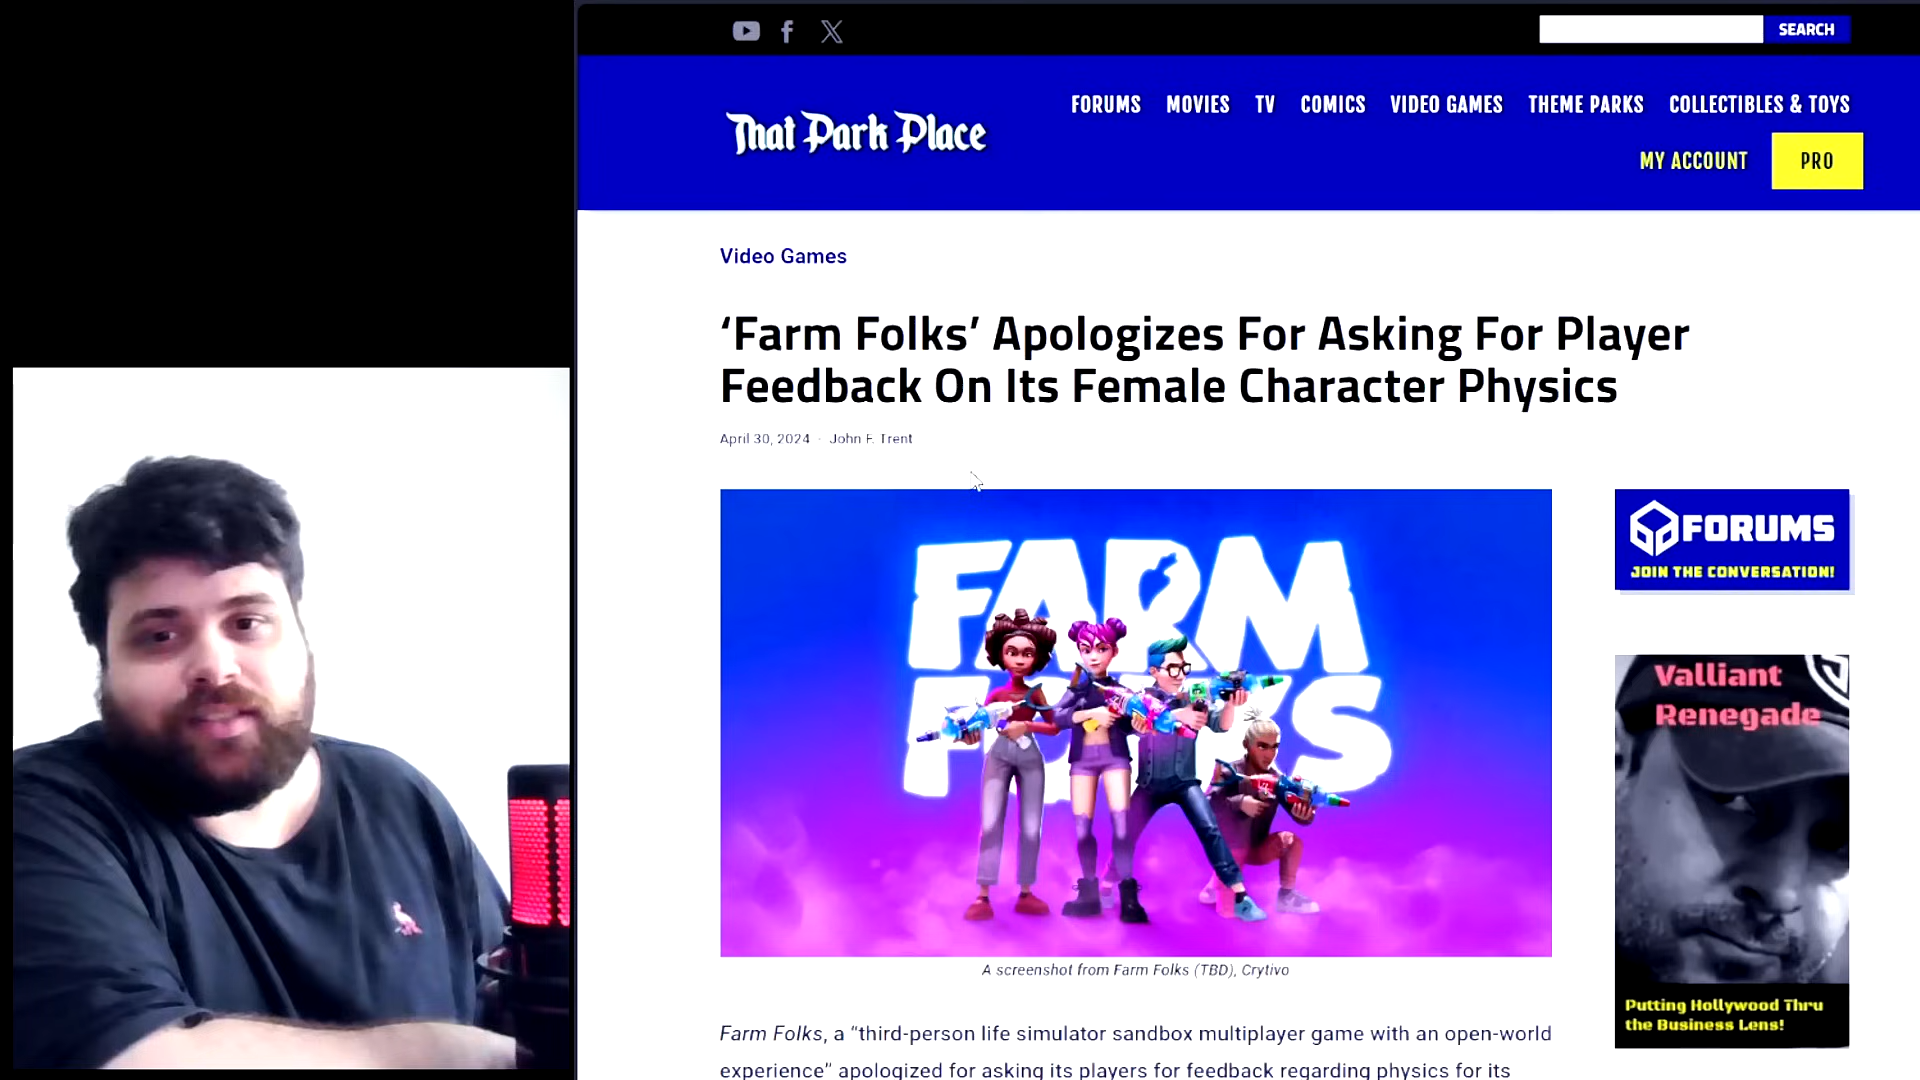 SEARCH
That Park Place
FORUMS MOVIES TV COMICS VIDEO GAMES THEME PARKS COLLECTIBLES & TOYS
MY ACCOUNT PRO
Video Games
‘Farm Folks’ Apologizes For Asking For Player
Feedback On Its Female Character Physics
April 30, 2024 · John F. Trent
FARM
FOLKS
FORUMS
JOIN THE CONVERSATION!
Valliant
Renegade
Putting Hollywood Thru
the Business Lens!
A screenshot from Farm Folks (TBD), Crytivo
Farm Folks, a “third-person life simulator sandbox multiplayer game with an open-world
experience” apologized for asking its players for feedback regarding physics for its